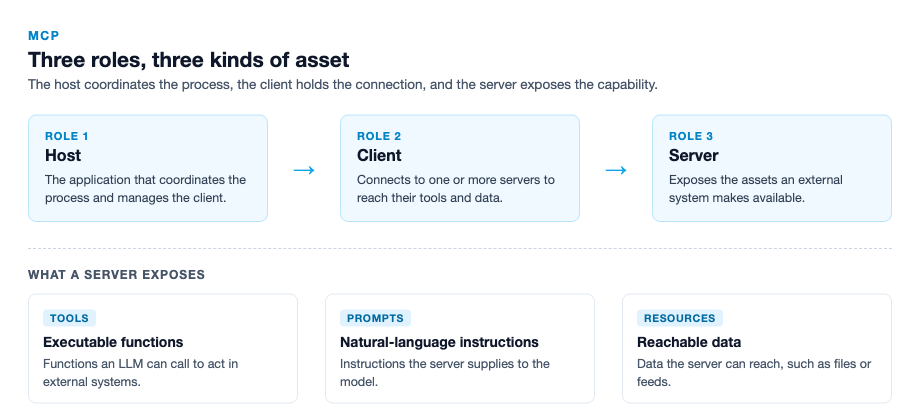 MCP
Three roles, three kinds of asset
The host coordinates the process, the client holds the connection, and the server exposes the capability.
ROLE 1
Host
The application that coordinates the
process and manages the client.
→
ROLE 2
Client
Connects to one or more servers to
reach their tools and data.
→
ROLE 3
Server
Exposes the assets an external
system makes available.
WHAT A SERVER EXPOSES
TOOLS
Executable functions
Functions an LLM can call to act in
external systems.
PROMPTS
Natural-language instructions
Instructions the server supplies to the
model.
RESOURCES
Reachable data
Data the server can reach, such as files or
feeds.